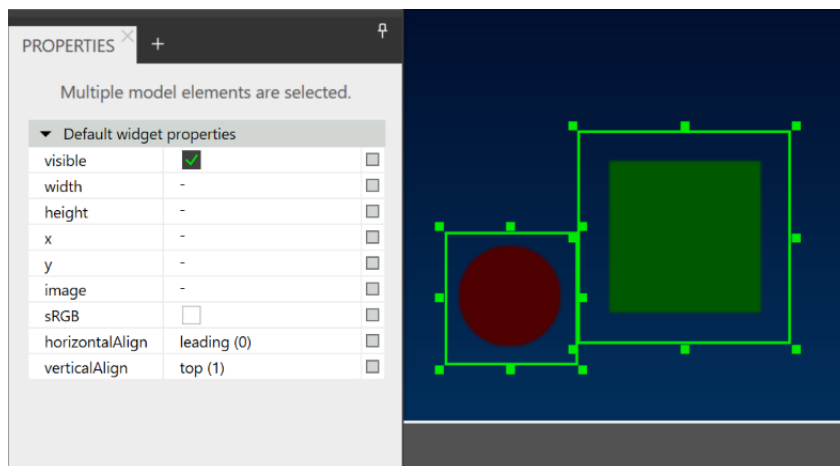 PROPERTIES
Multiple model elements are selected.
Default widget properties
visible
width -
height -
x -
y -
image -
sRGB
horizontalAlign leading (0)
verticalAlign top (1)